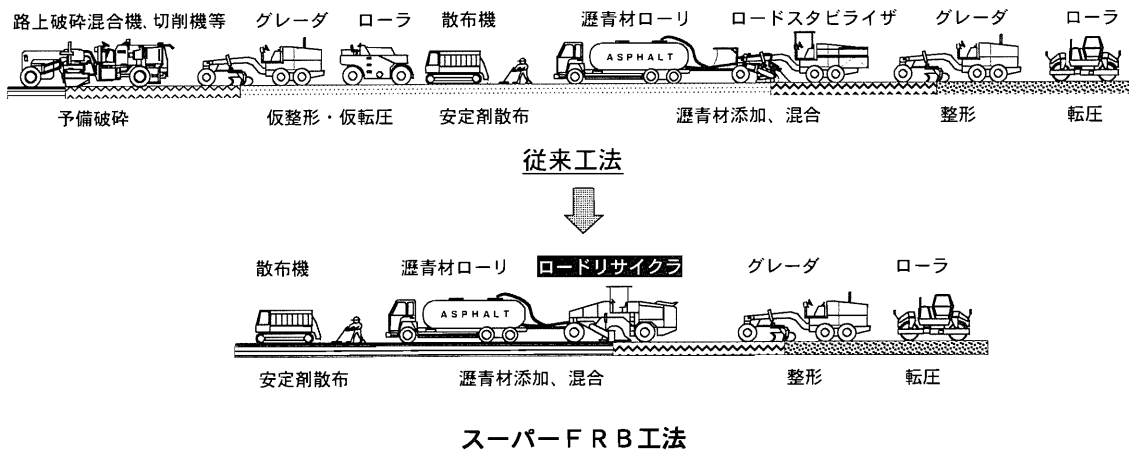 路上破砕混合機、切削機等 グレーダ ローラ 散布機 瀝青材ローリ ロードスタビライザ グレーダ ローラ
ASPHALT
予備破砕 仮整形・仮転圧 安定剤散布 瀝青材添加、混合 整形 転圧
従来工法
散布機 瀝青材ローリ ロードリサイクラ グレーダ ローラ
ASPHALT
安定剤散布 瀝青材添加、混合 整形 転圧
スーパーFRB工法